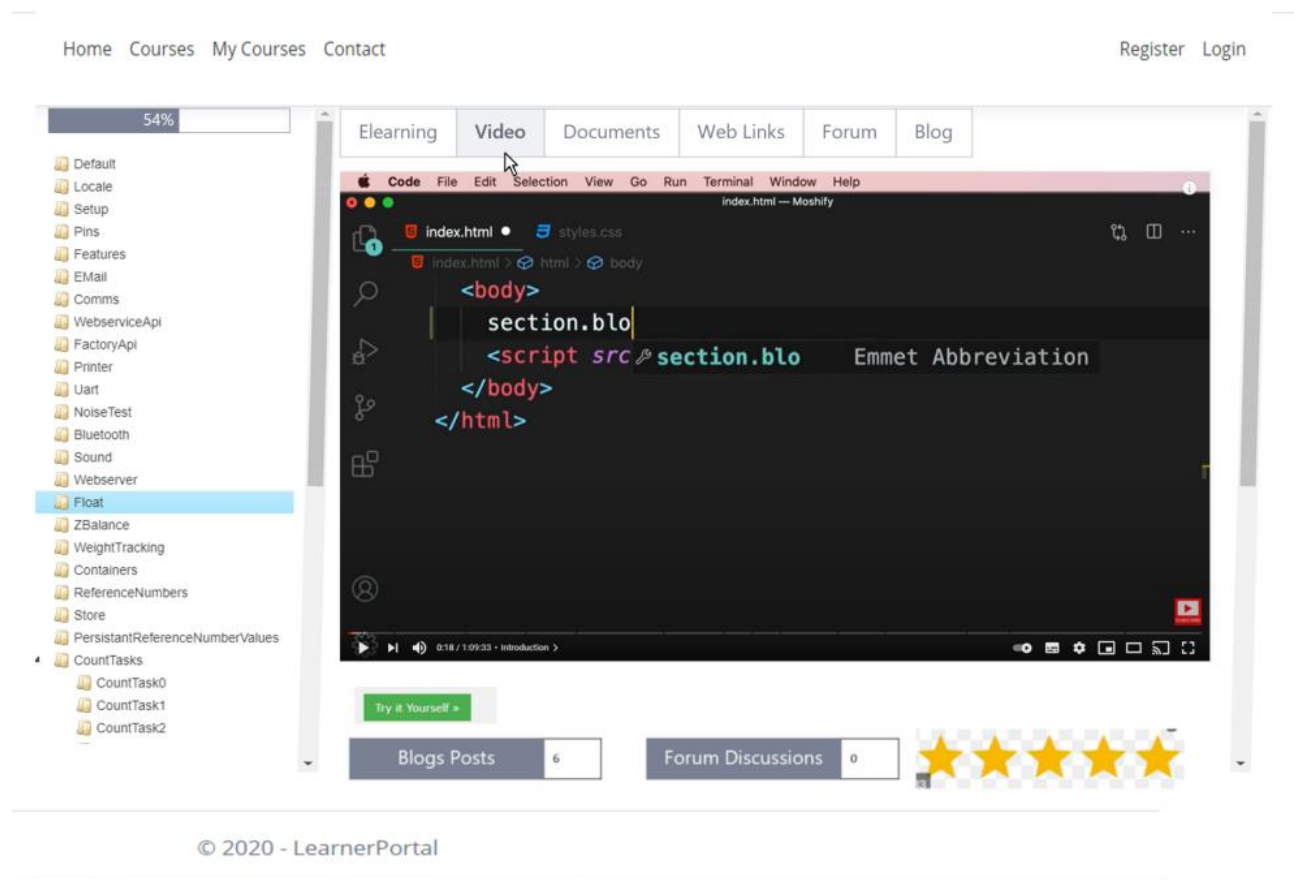 Home Courses My Courses Contact
Register Login
54%
Default
Locale
Setup
Pins
Features
EMail
Comms
WebserviceApi
FactoryApi
Printer
Uart
NoiseTest
Bluetooth
Sound
Webserver
Float
ZBalance
WeightTracking
Containers
ReferenceNumbers
Store
PersistantReferenceNumberValues
CountTasks
CountTask0
CountTask1
CountTask2
Elearning Video Documents Web Links Forum Blog
Code File Edit Selection View Go Run Terminal Window Help
index.html — Moshify
index.html styles.css
1
index.html > html > body
<body>
section.blo
<script src section.blo Emmet Abbreviation
</body>
</html>
SUBSCRIBE
0:18 / 1:09:33 • Introduction >
Try it Yourself »
Blogs Posts 6
Forum Discussions 0
© 2020 - LearnerPortal